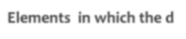 Elements in which the d